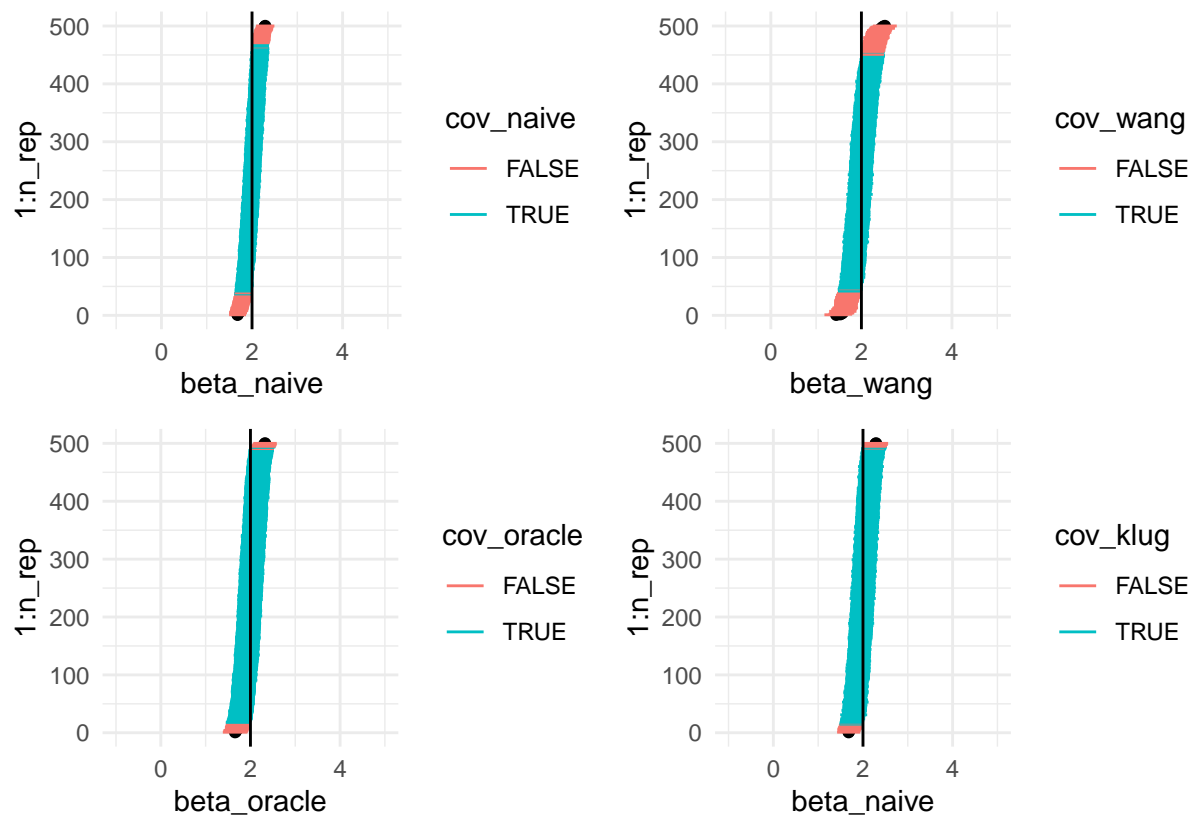 500
400
300
200
100
0
1:n_rep
0 2 4
beta_naive
cov_naive
FALSE
TRUE
500
400
300
200
100
0
1:n_rep
0 2 4
beta_wang
cov_wang
FALSE
TRUE
500
400
300
200
100
0
1:n_rep
0 2 4
beta_oracle
cov_oracle
FALSE
TRUE
500
400
300
200
100
0
1:n_rep
0 2 4
beta_naive
cov_klug
FALSE
TRUE